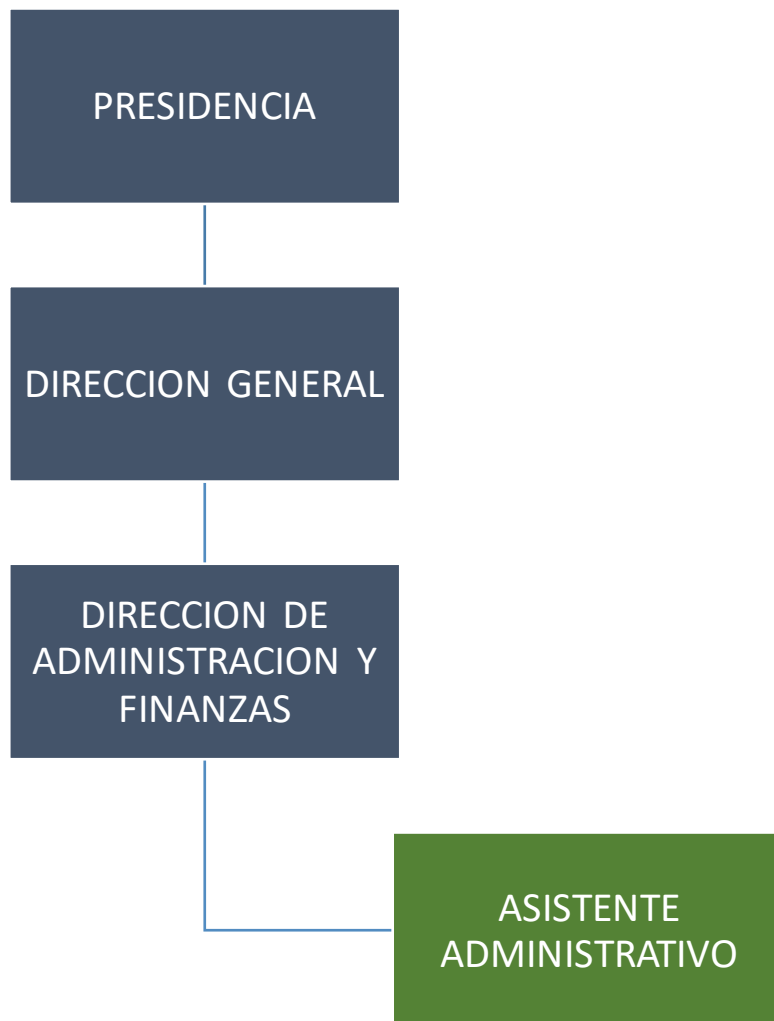 PRESIDENCIA
DIRECCION GENERAL
DIRECCION DE
ADMINISTRACION Y
FINANZAS
ASISTENTE
ADMINISTRATIVO